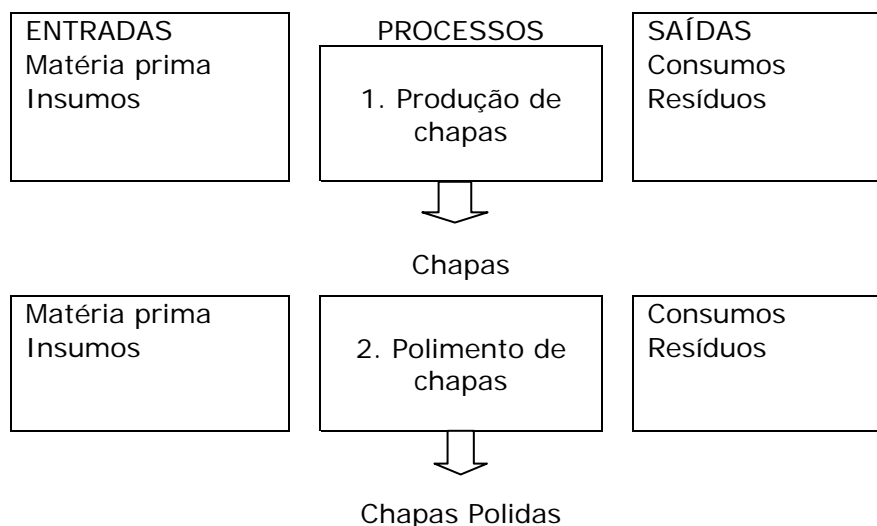 ENTRADAS
Matéria prima
Insumos
PROCESSOS
1. Produção de
chapas
SAÍDAS
Consumos
Resíduos
Chapas
Matéria prima
Insumos
2. Polimento de
chapas
Consumos
Resíduos
Chapas Polidas